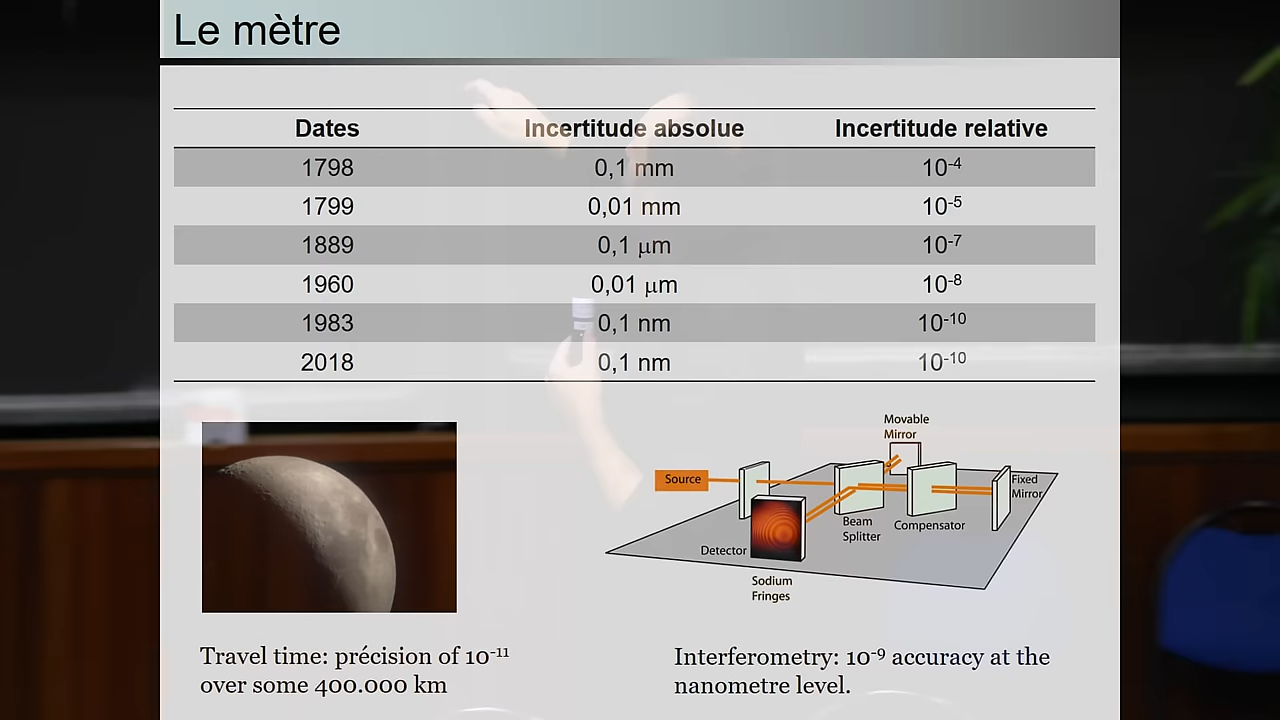 Le mètre
Dates Incertitude absolue Incertitude relative
1798 0,1 mm 10⁻⁴
1799 0,01 mm 10⁻⁵
1889 0,1 μm 10⁻⁷
1960 0,01 μm 10⁻⁸
1983 0,1 nm 10⁻¹⁰
2018 0,1 nm 10⁻¹⁰
Movable
Mirror
Source
Fixed
Mirror
Beam
Splitter
Compensator
Detector
Sodium
Fringes
Travel time: précision of 10⁻¹¹
over some 400.000 km
Interferometry: 10⁻⁹ accuracy at the
nanometre level.